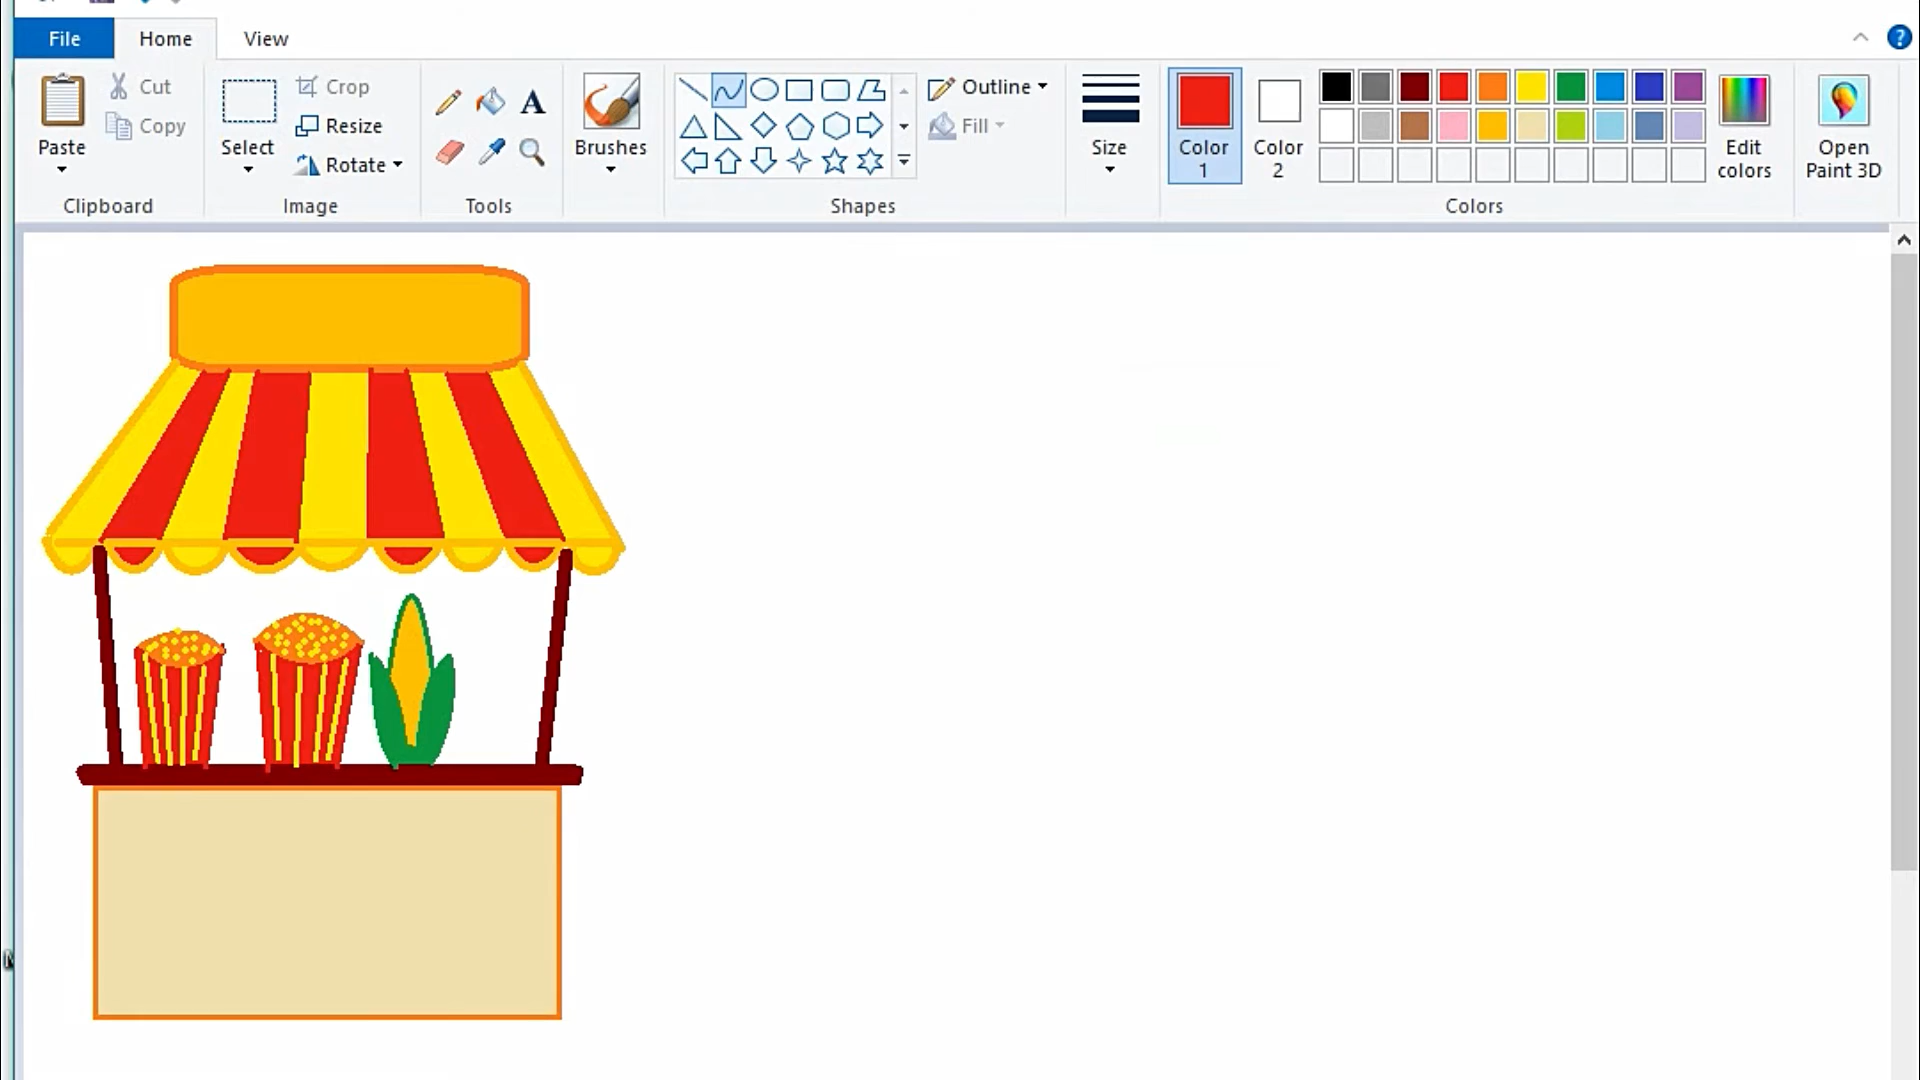 File Home View
Paste Cut Copy Clipboard
Select Crop Resize Rotate Image
A Tools
Brushes
Shapes Outline Fill
Size
Color 1 Color 2 Colors
Edit colors
Open Paint 3D